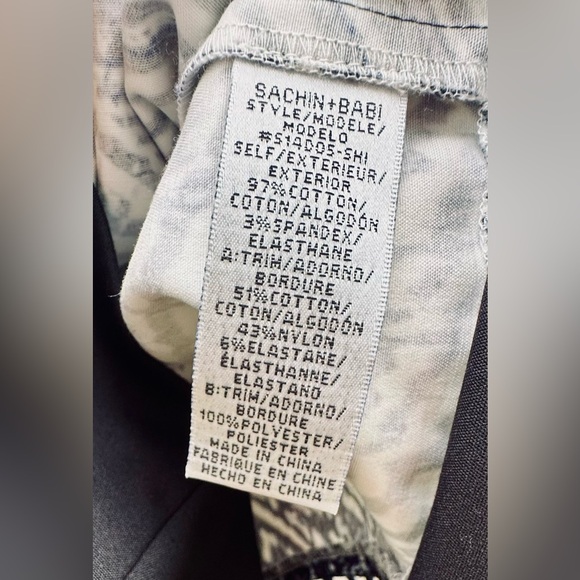 SACHIN+BABI
STYLE/MODELE/
MODELO
#S14D05-SHI
SELF/EXTERIEUR/
EXTERIOR
97%COTTON/
COTON/ALGODÓN
3%SPANDEX/
ELASTHANE
A:TRIM/ADORNO/
BORDURE
51%COTTON/
COTON/ALGODÓN
43%NYLON
6%ELASTANE/
ÉLASTHANNE/
ELASTANO
B:TRIM/ADORNO/
BORDURE
100%POLYESTER/
POLIESTER
MADE IN CHINA
FABRIQUE EN CHINE
HECHO EN CHINA